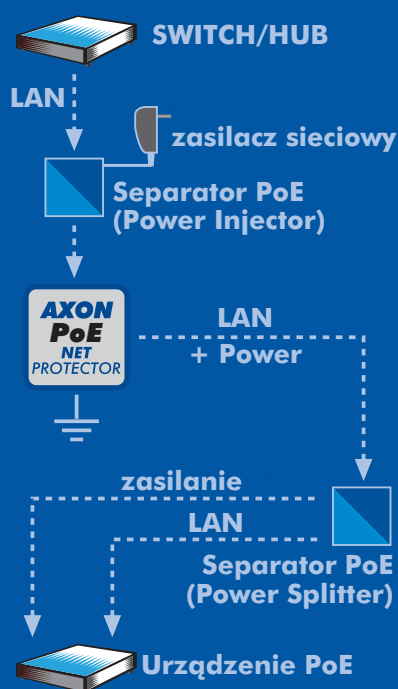 SWITCH/HUB
LAN
zasilacz sieciowy
Separator PoE
(Power Injector)
AXON
PoE
NET
PROTECTOR
LAN
+ Power
zasilanie
LAN
Separator PoE
(Power Splitter)
Urządzenie PoE